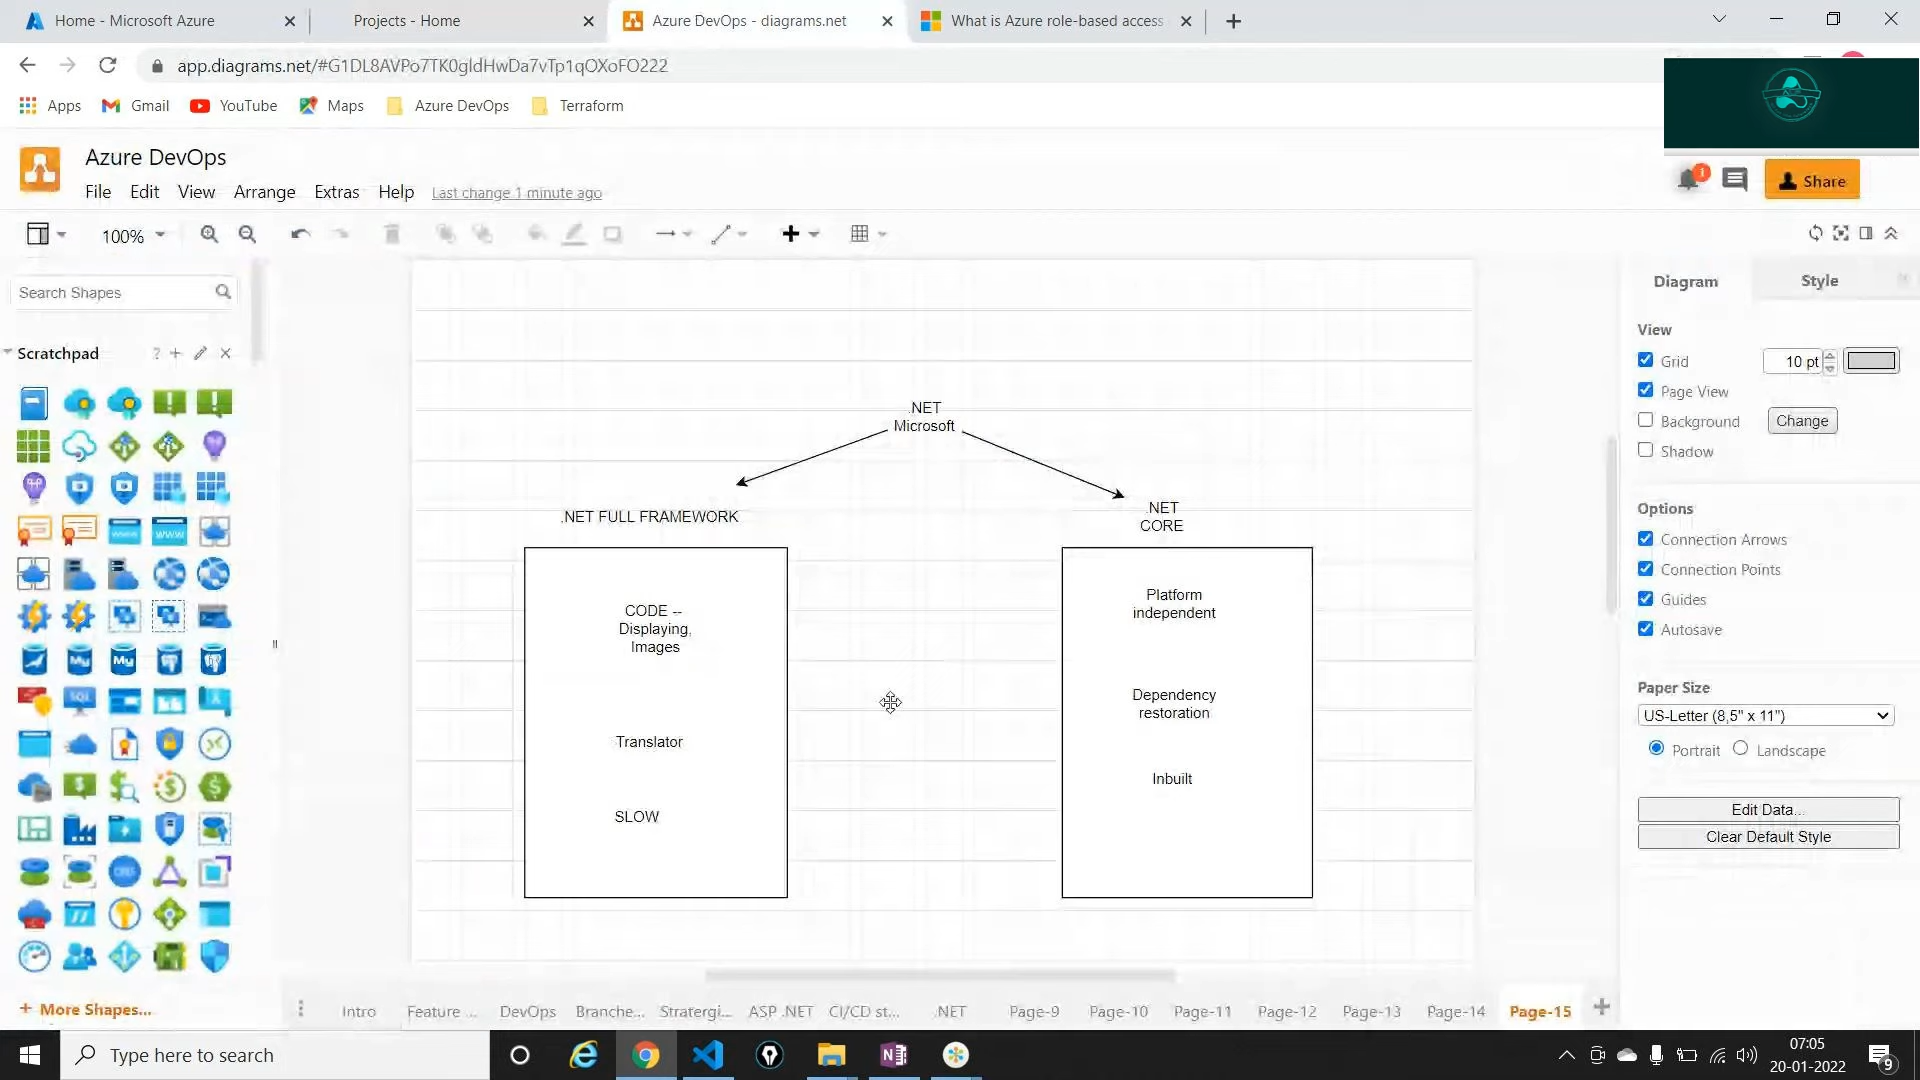 Home - Microsoft Azure
Projects - Home
Azure DevOps - diagrams.net
What is Azure role-based access
app.diagrams.net/#G1DL8AVPo7TK0gldHwDa7vTp1qOXoFO222
Apps
Gmail
YouTube
Maps
Azure DevOps
Terraform
Azure DevOps
File
Edit
View
Arrange
Extras
Help
Last change 1 minute ago
1
Share
100%
Search Shapes
Scratchpad
?
.NET
Microsoft
.NET FULL FRAMEWORK
.NET
CORE
CODE --
Displaying,
Images
Translator
SLOW
Platform
independent
Dependency
restoration
Inbuilt
Diagram
Style
View
Grid
10 pt
Page View
Background
Change
Shadow
Options
Connection Arrows
Connection Points
Guides
Autosave
Paper Size
US-Letter (8,5" x 11")
Portrait
Landscape
Edit Data...
Clear Default Style
+ More Shapes...
Intro
Feature ...
DevOps
Branche...
Stratergi...
ASP .NET
CI/CD st...
.NET
Page-9
Page-10
Page-11
Page-12
Page-13
Page-14
Page-15
Type here to search
07:05
20-01-2022
9